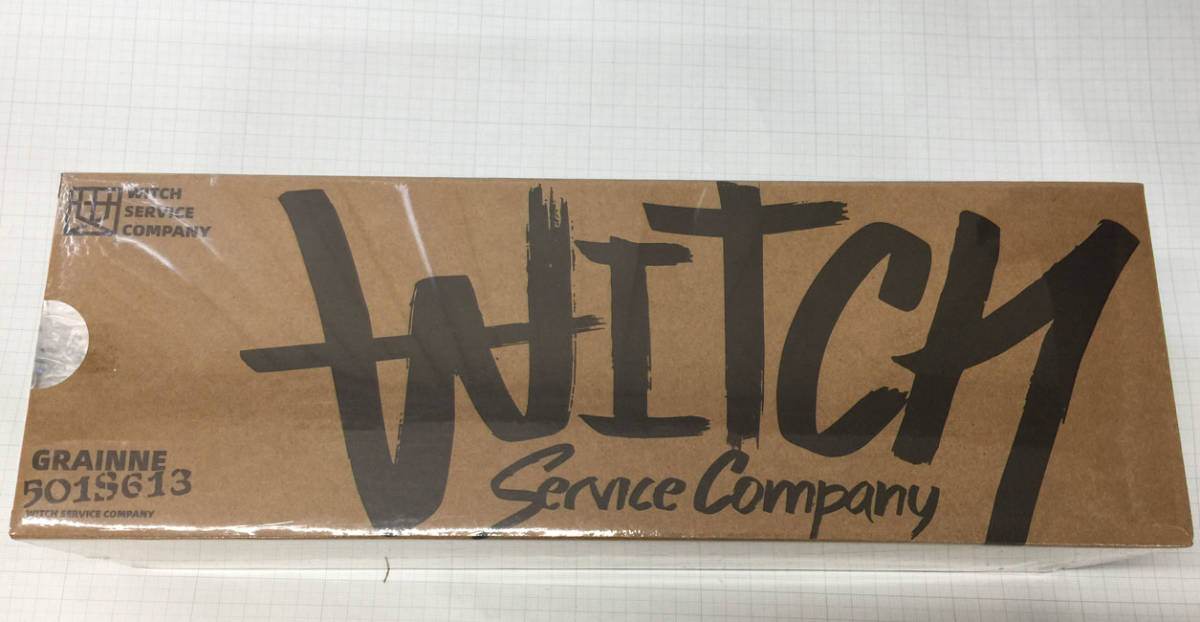 WITCH
SERVICE
COMPANY
WITCH
Service Company
GRAINNE
501S613
WITCH SERVICE COMPANY